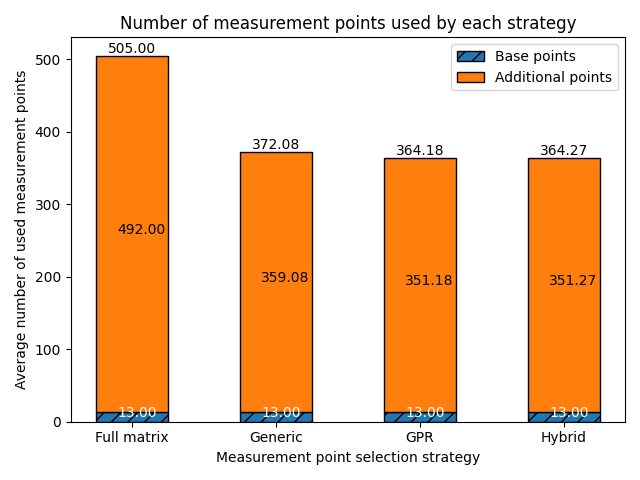 Number of measurement points used by each strategy
Base points
Additional points
505.00
372.08
364.18
364.27
492.00
359.08
351.18
351.27
13.00
13.00
13.00
13.00
500
400
300
200
100
0
Average number of used measurement points
Full matrix
Generic
GPR
Hybrid
Measurement point selection strategy